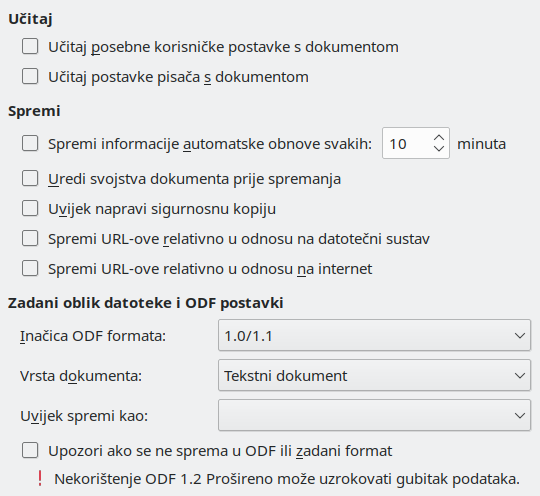 Učitaj
Učitaj posebne korisničke postavke s dokumentom
Učitaj postavke pisača s dokumentom
Spremi
Spremi informacije automatske obnove svakih: 10 minuta
Uredi svojstva dokumenta prije spremanja
Uvijek napravi sigurnosnu kopiju
Spremi URL-ove relativno u odnosu na datotečni sustav
Spremi URL-ove relativno u odnosu na internet
Zadani oblik datoteke i ODF postavki
Inačica ODF formata: 1.0/1.1
Vrsta dokumenta: Tekstni dokument
Uvijek spremi kao:
Upozori ako se ne sprema u ODF ili zadani format
! Nekorištenje ODF 1.2 Prošireno može uzrokovati gubitak podataka.